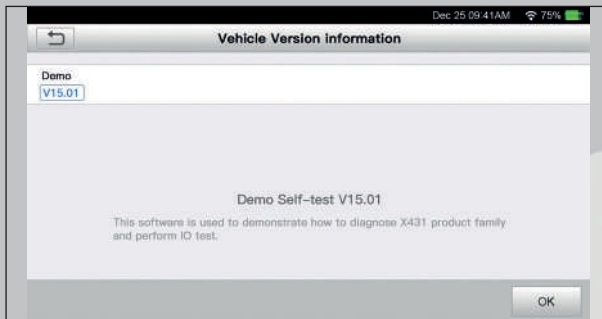 Dec 25 09:41AM 75%
Vehicle Version information
Demo
V15.01
Demo Self-test V15.01
This software is used to demonstrate how to diagnose X431 product family
and perform IO test.
OK